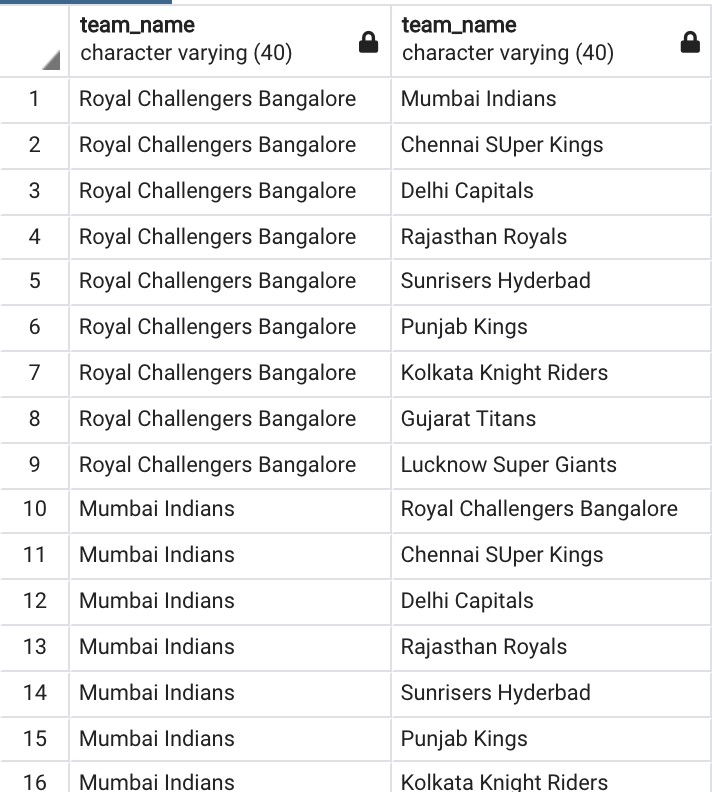 team_name team_name
character varying (40) character varying (40)
1 Royal Challengers Bangalore Mumbai Indians
2 Royal Challengers Bangalore Chennai SUper Kings
3 Royal Challengers Bangalore Delhi Capitals
4 Royal Challengers Bangalore Rajasthan Royals
5 Royal Challengers Bangalore Sunrisers Hyderbad
6 Royal Challengers Bangalore Punjab Kings
7 Royal Challengers Bangalore Kolkata Knight Riders
8 Royal Challengers Bangalore Gujarat Titans
9 Royal Challengers Bangalore Lucknow Super Giants
10 Mumbai Indians Royal Challengers Bangalore
11 Mumbai Indians Chennai SUper Kings
12 Mumbai Indians Delhi Capitals
13 Mumbai Indians Rajasthan Royals
14 Mumbai Indians Sunrisers Hyderbad
15 Mumbai Indians Punjab Kings
16 Mumbai Indians Kolkata Knight Riders